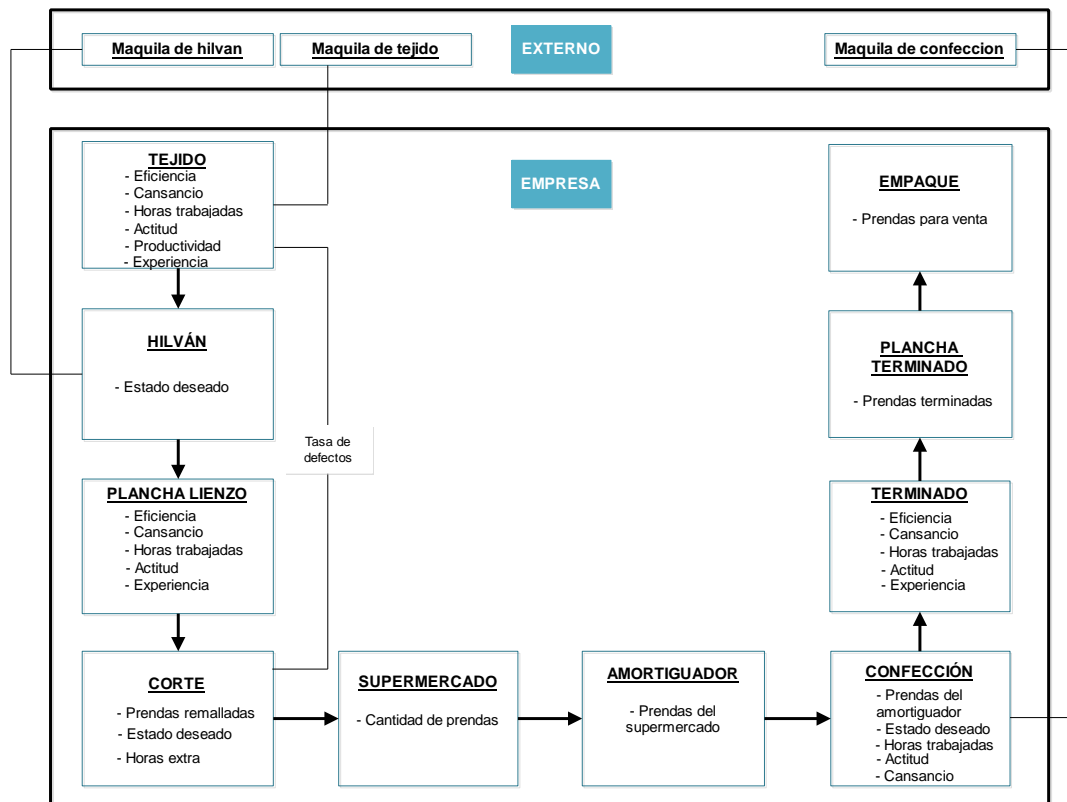 Maquila de hilvan
Maquila de tejido
EXTERNO
Maquila de confeccion
TEJIDO
- Eficiencia
- Cansancio
- Horas trabajadas
- Actitud
- Productividad
- Experiencia
EMPRESA
EMPAQUE
- Prendas para venta
HILVÁN
- Estado deseado
PLANCHA
TERMINADO
- Prendas terminadas
Tasa de
defectos
PLANCHA LIENZO
- Eficiencia
- Cansancio
- Horas trabajadas
- Actitud
- Experiencia
TERMINADO
- Eficiencia
- Cansancio
- Horas trabajadas
- Actitud
- Experiencia
CORTE
- Prendas remalladas
- Estado deseado
- Horas extra
SUPERMERCADO
- Cantidad de prendas
AMORTIGUADOR
- Prendas del
supermercado
CONFECCIÓN
- Prendas del
amortiguador
- Estado deseado
- Horas trabajadas
- Actitud
- Cansancio